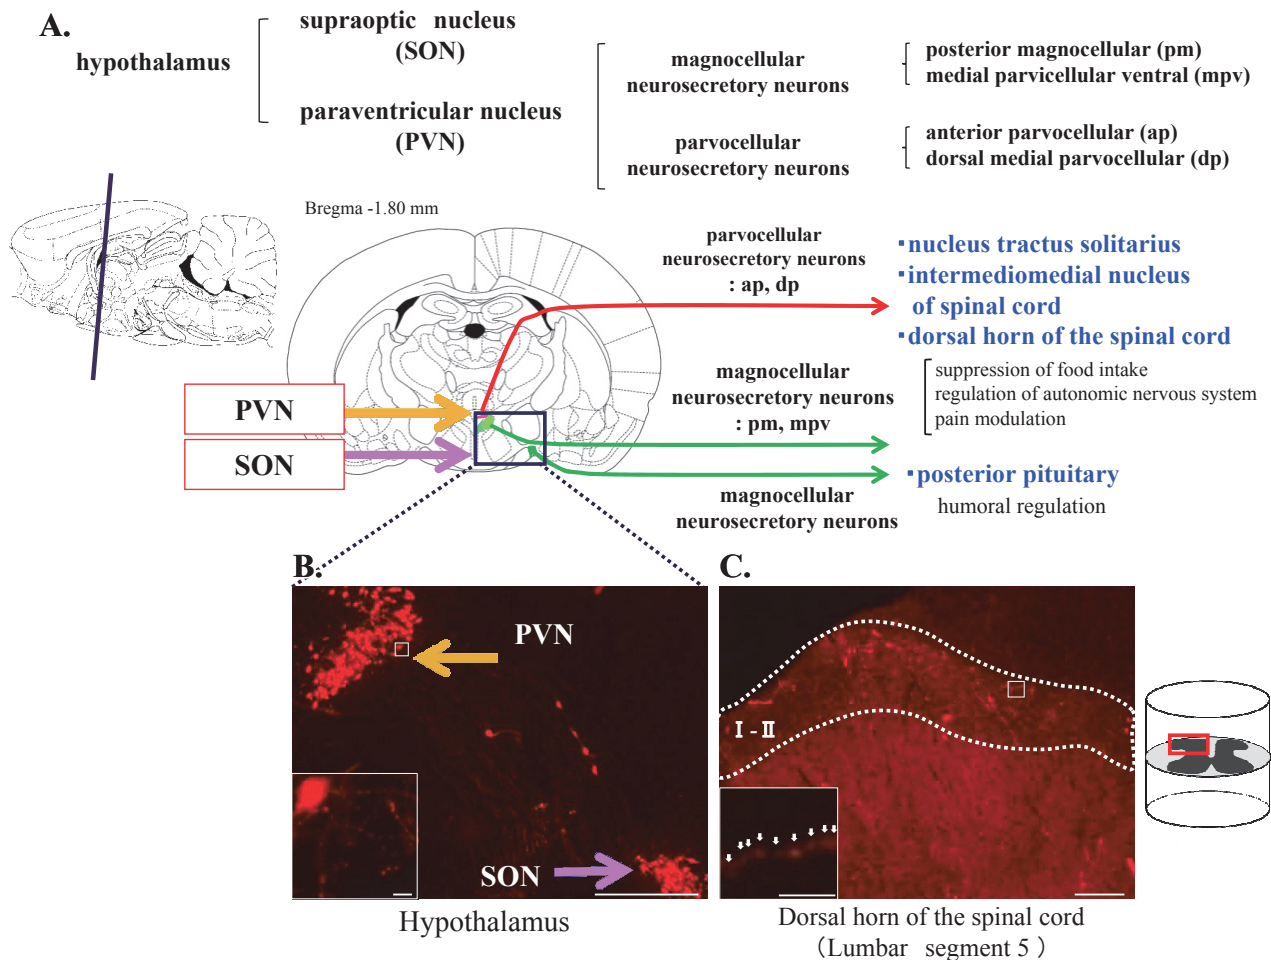 A.
hypothalamus
supraoptic nucleus
(SON)
paraventricular nucleus
(PVN)
magnocellular
neurosecretory neurons
parvocellular
neurosecretory neurons
posterior magnocellular (pm)
medial parvicellular ventral (mpv)
anterior parvocellular (ap)
dorsal medial parvocellular (dp)
Bregma -1.80 mm
parvocellular
neurosecretory neurons
: ap, dp
▪nucleus tractus solitarius
▪intermediomedial nucleus
of spinal cord
▪dorsal horn of the spinal cord
suppression of food intake
regulation of autonomic nervous system
pain modulation
PVN
SON
magnocellular
neurosecretory neurons
: pm, mpv
▪posterior pituitary
humoral regulation
magnocellular
neurosecretory neurons
B.
PVN
SON
Hypothalamus
C.
I - II
Dorsal horn of the spinal cord
(Lumbar segment 5 )